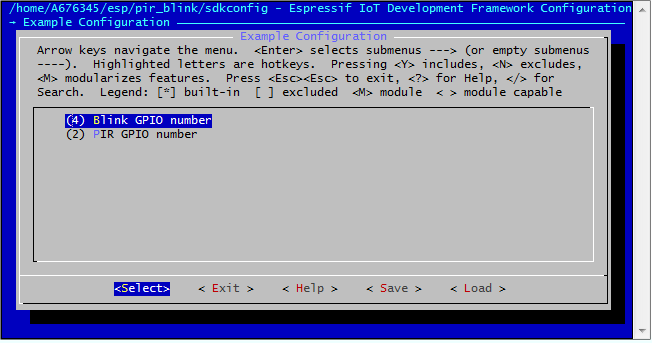 /home/A676345/esp/pir_blink/sdkconfig - Espressif IoT Development Framework Configuration
→ Example Configuration
Example Configuration
Arrow keys navigate the menu.  <Enter> selects submenus ---> (or empty submenus
----).  Highlighted letters are hotkeys.  Pressing <Y> includes, <N> excludes,
<M> modularizes features.  Press <Esc><Esc> to exit, <?> for Help, </> for
Search.  Legend: [*] built-in  [ ] excluded  <M> module  < > module capable
(4) Blink GPIO number
(2) PIR GPIO number
<Select>    < Exit >    < Help >    < Save >    < Load >